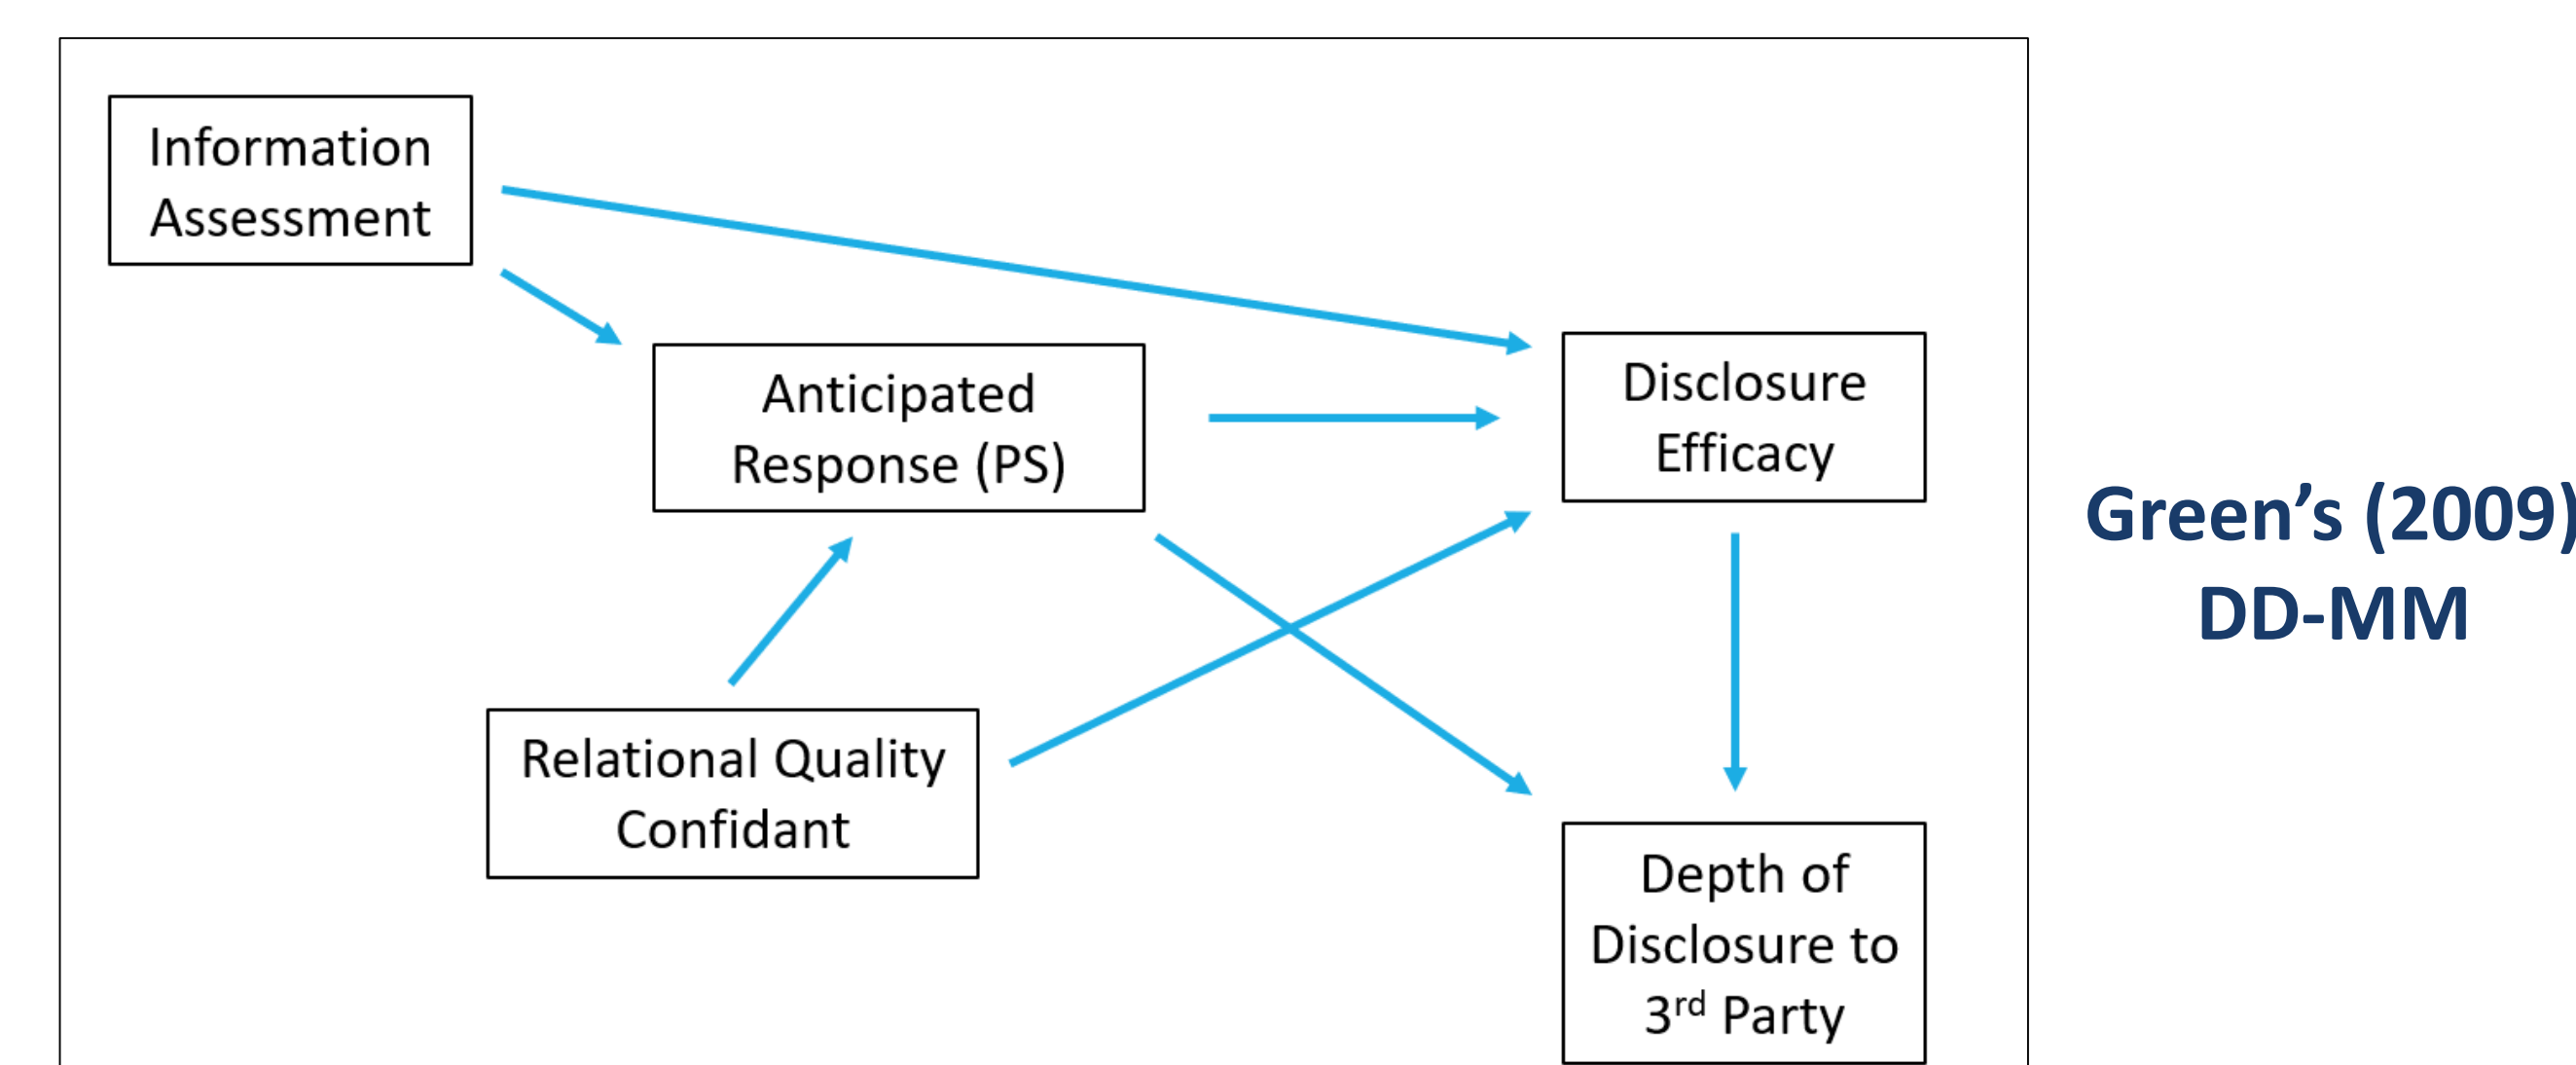 Information
Assessment
Anticipated
Response (PS)
Disclosure
Efficacy
Green’s (2009)
DD-MM
Relational Quality
Confidant
Depth of
Disclosure to
3rd Party